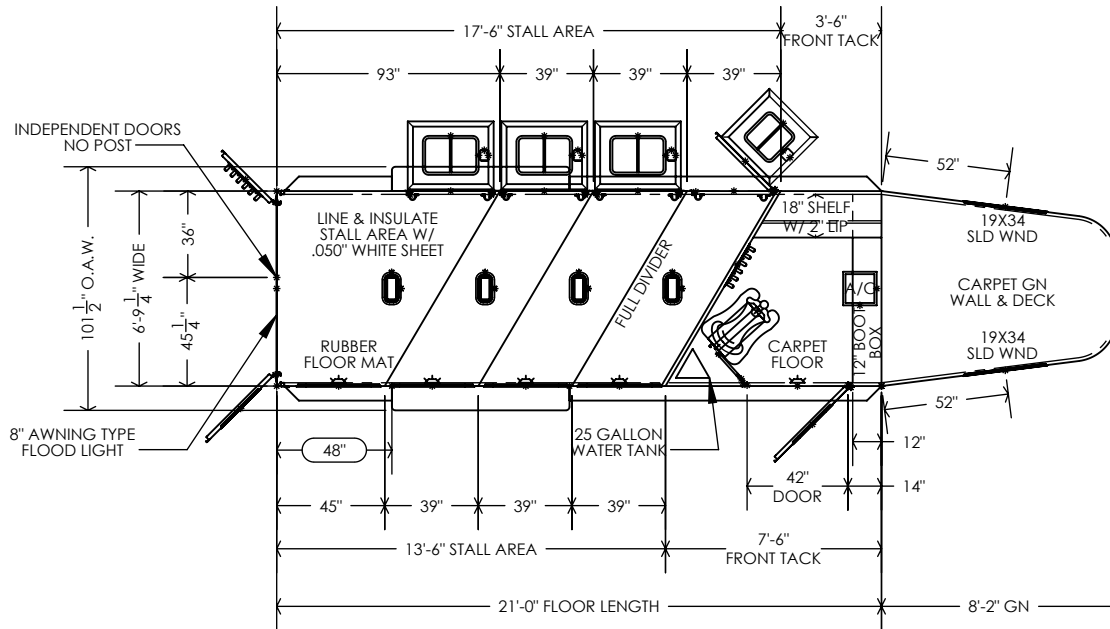 17'-6" STALL AREA
3'-6"
FRONT TACK
93"
39"
39"
39"
INDEPENDENT DOORS
NO POST
52"
LINE & INSULATE
STALL AREA W/
.050" WHITE SHEET
18" SHELF
W/ 2" LIP
19X34
SLD WND
36"
101 1/2" O.A.W.
6'-9 1/4" WIDE
45 1/4"
FULL DIVIDER
A/C
CARPET GN
WALL & DECK
12" BOOT
BOX
RUBBER
FLOOR MAT
CARPET
FLOOR
19X34
SLD WND
52"
8" AWNING TYPE
FLOOD LIGHT
48"
25 GALLON
WATER TANK
12"
42"
DOOR
14"
45"
39"
39"
39"
13'-6" STALL AREA
7'-6"
FRONT TACK
21'-0" FLOOR LENGTH
8'-2" GN